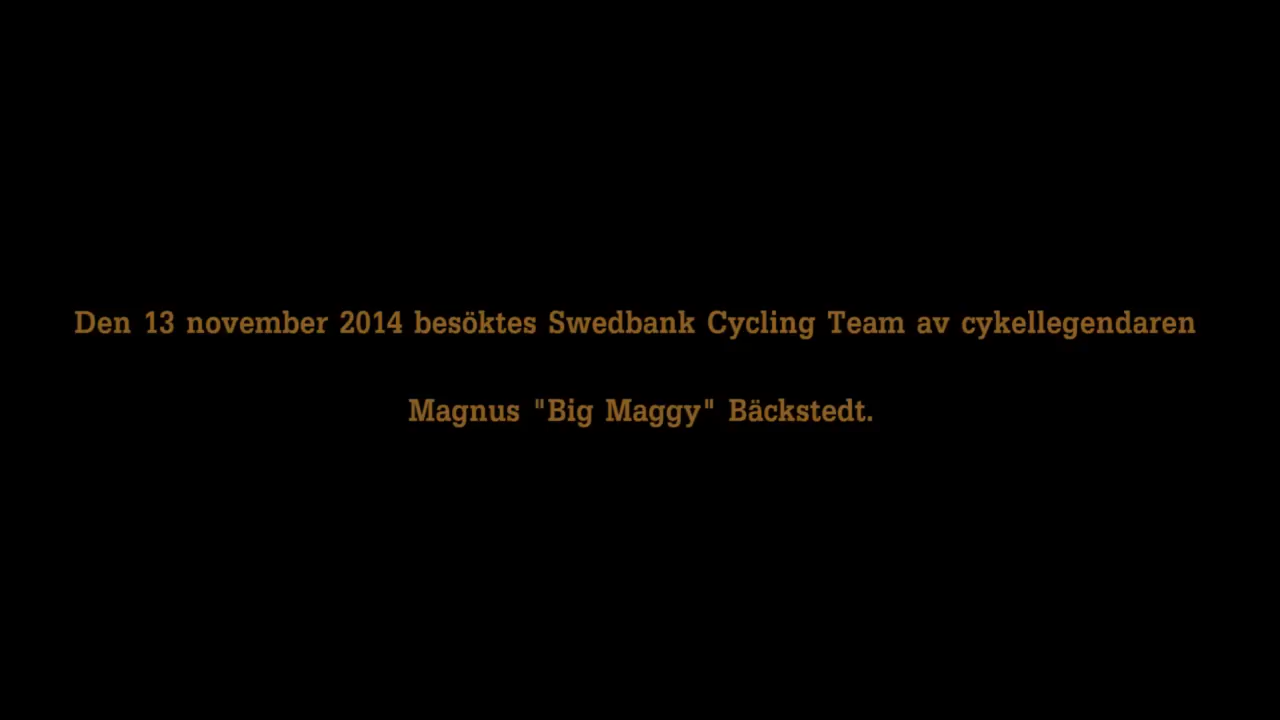 Den 13 november 2014 besöktes Swedbank Cycling Team av cykellegendaren
Magnus "Big Maggy" Bäckstedt.